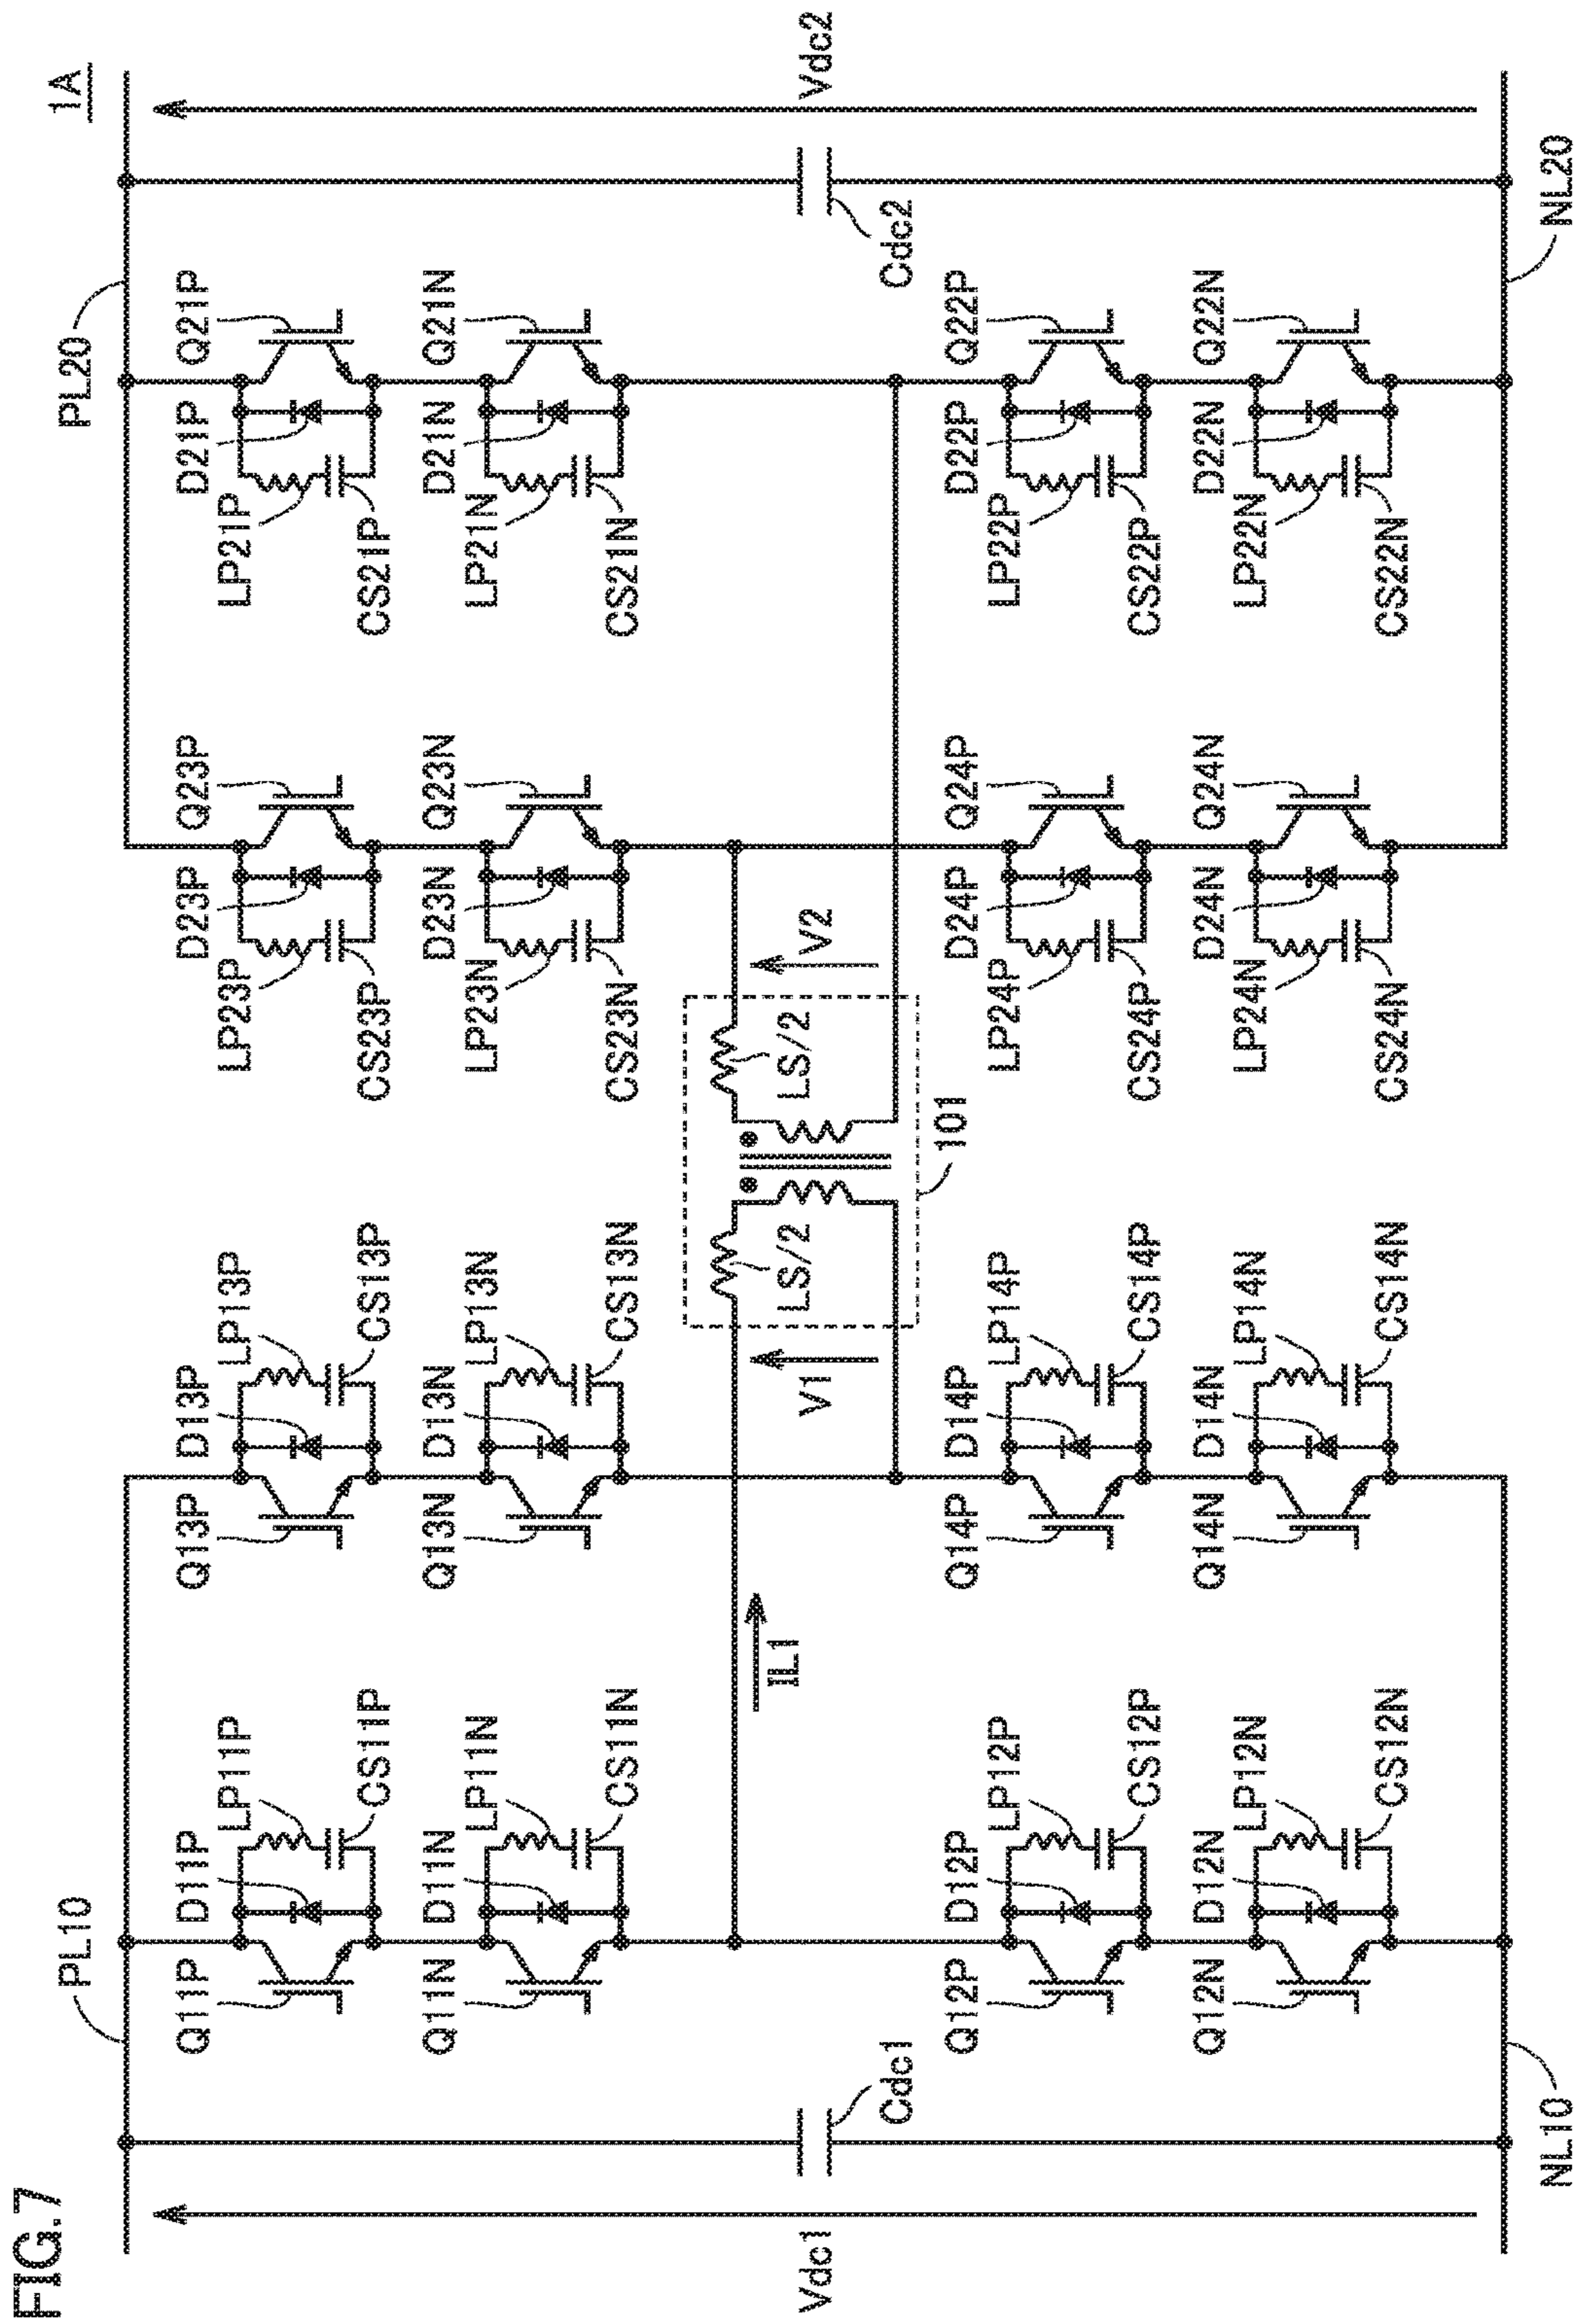 FIG.7
1A
PL10
PL20
Q11P
D11P
LP11P
CS11P
Q13P
D13P
LP13P
CS13P
D23P
Q23P
LP23P
CS23P
D21P
Q21P
LP21P
CS21P
Q11N
D11N
LP11N
CS11N
Q13N
D13N
LP13N
CS13N
D23N
Q23N
LP23N
CS23N
D21N
Q21N
LP21N
CS21N
Vdc1
Cdc1
IL1
V1
LS/2
LS/2
V2
101
Cdc2
Vdc2
Q12P
D12P
LP12P
CS12P
Q14P
D14P
LP14P
CS14P
D24P
Q24P
LP24P
CS24P
D22P
Q22P
LP22P
CS22P
Q12N
D12N
LP12N
CS12N
Q14N
D14N
LP14N
CS14N
D24N
Q24N
LP24N
CS24N
D22N
Q22N
LP22N
CS22N
NL10
NL20